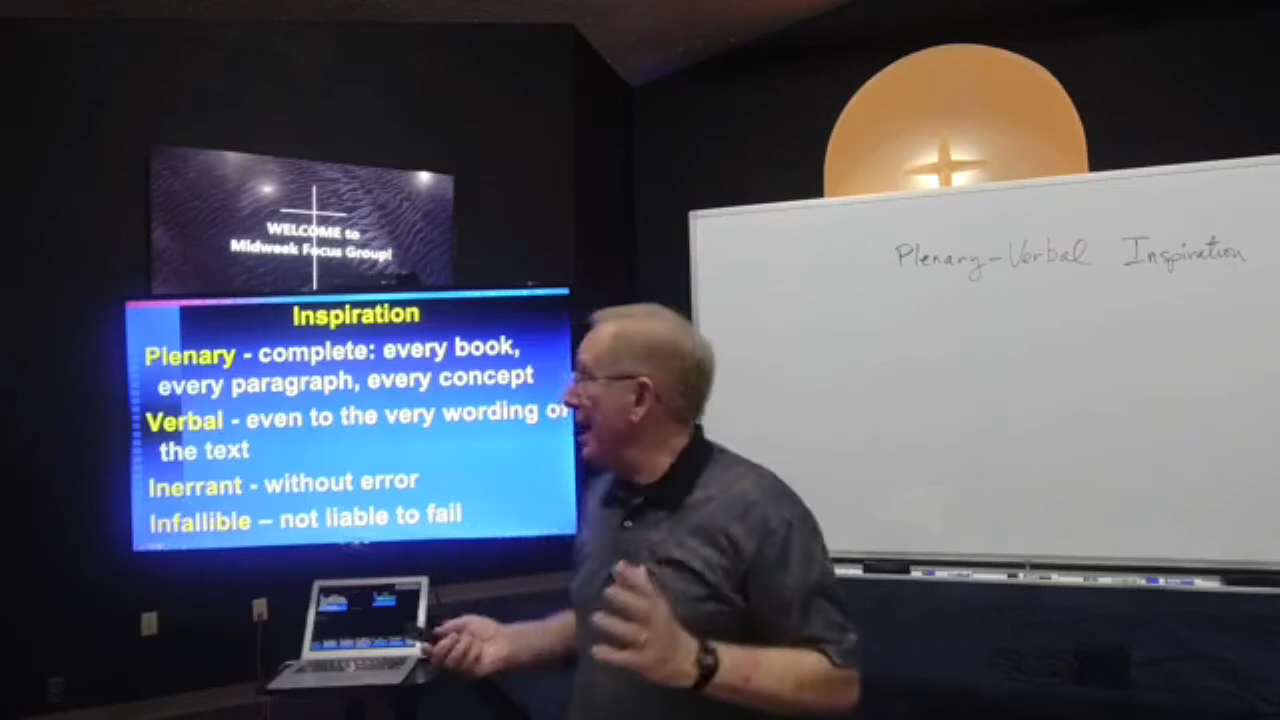 WELCOME to
Midweek Focus Group!
Inspiration
Plenary - complete: every book,
every paragraph, every concept
Verbal - even to the very wording of
the text
Inerrant - without error
Infallible – not liable to fail
Plenary-Verbal Inspiration